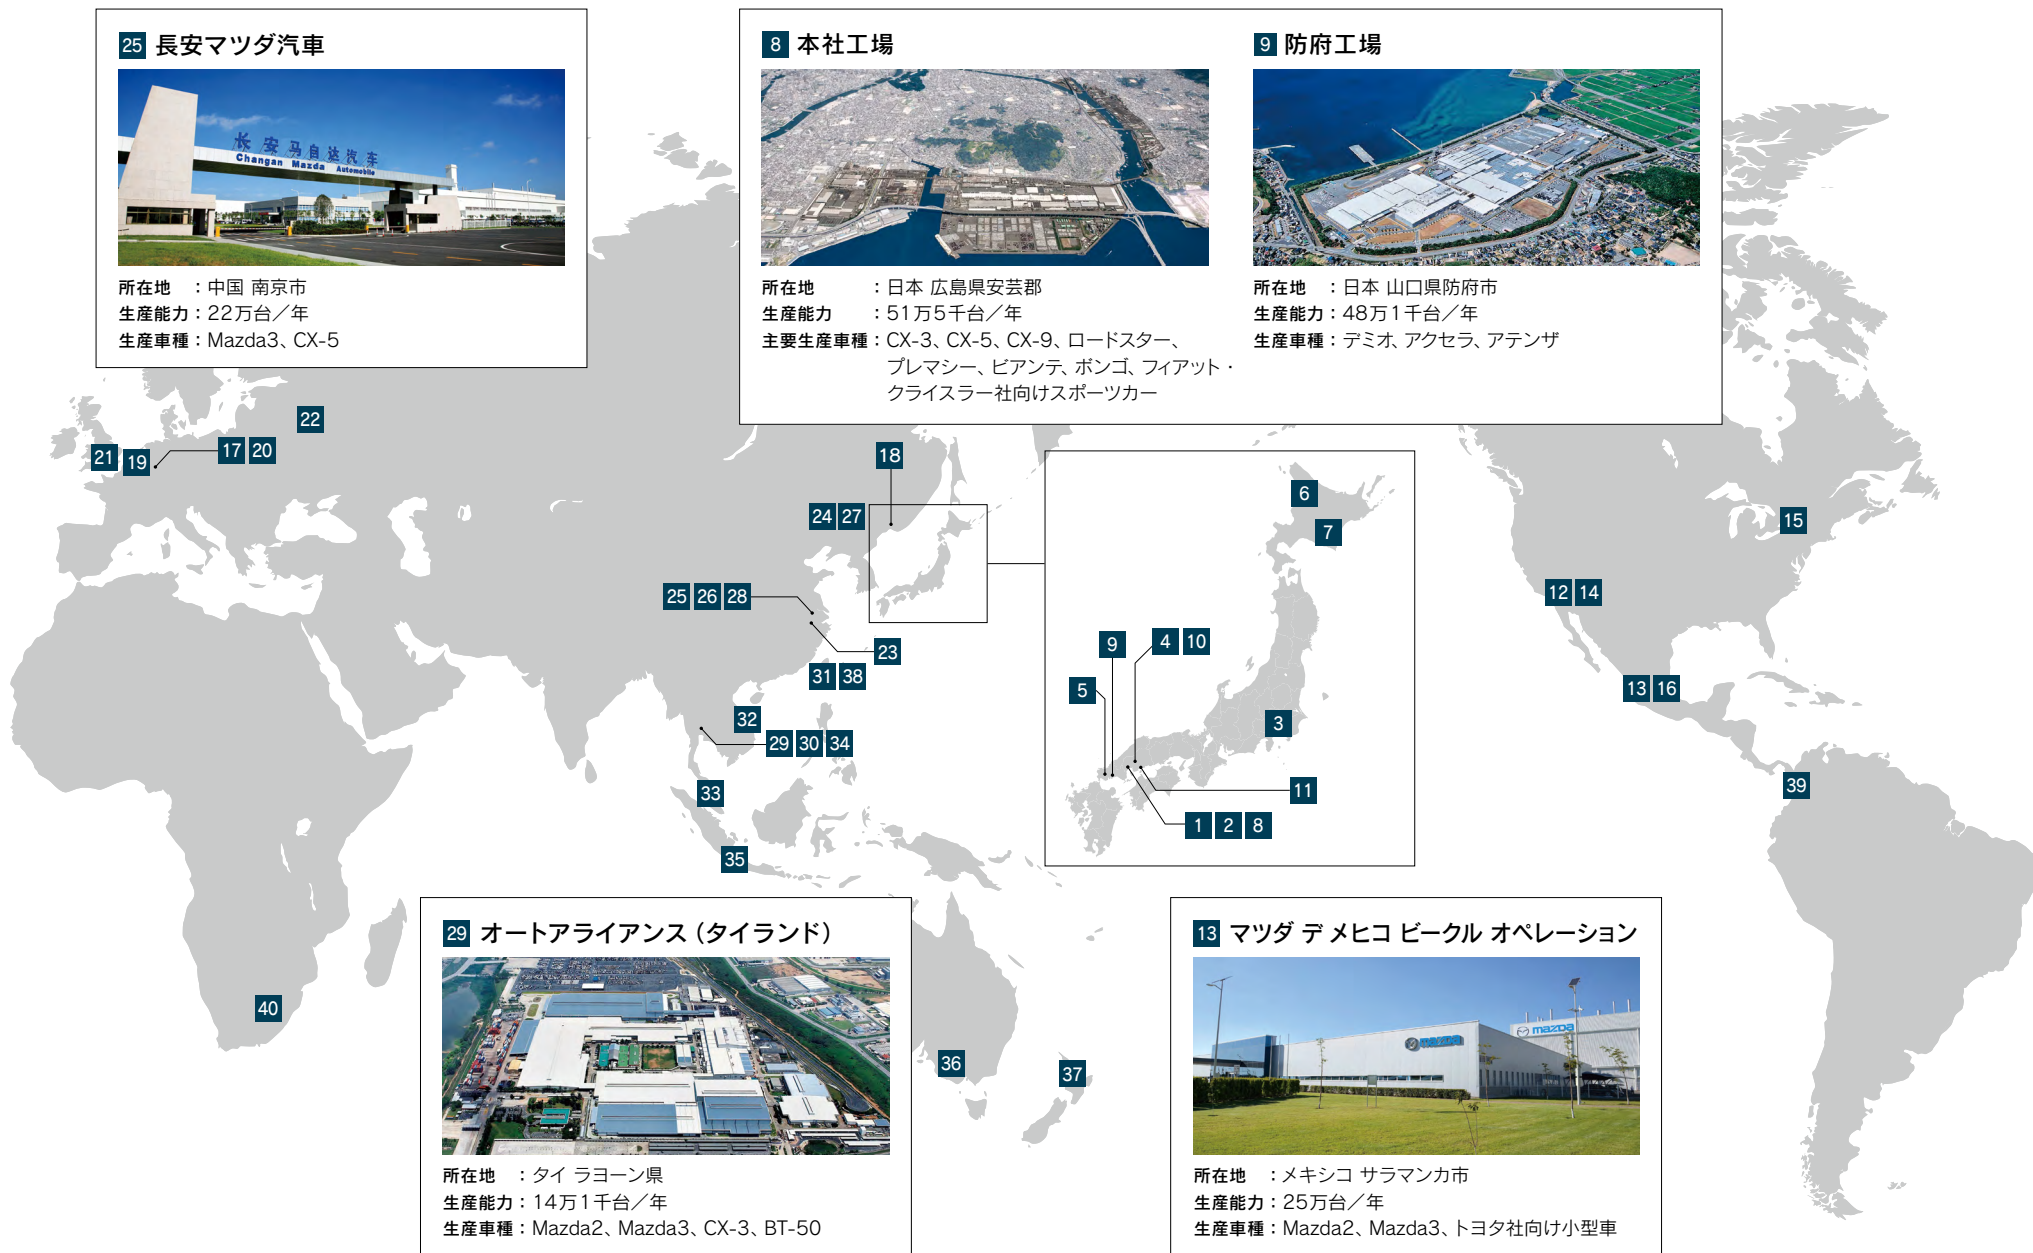 25 長安マツダ汽車
长安马自达汽车
Changan Mazda Automobile
所在地 :中国 南京市
生産能力:22万台／年
生産車種:Mazda3、CX-5
8 本社工場
所在地 :日本 広島県安芸郡
生産能力 :51万5千台／年
主要生産車種:CX-3、CX-5、CX-9、ロードスター、
プレマシー、ビアンテ、ボンゴ、フィアット・
クライスラー社向けスポーツカー
9 防府工場
所在地 :日本 山口県防府市
生産能力:48万1千台／年
生産車種:デミオ、アクセラ、アテンザ
22
21
19
17 20
18
24 27
25 26 28
23
31 38
32
29 30 34
33
35
36
37
40
6
7
9
4 10
5
3
11
1 2 8
15
12 14
13 16
39
29 オートアライアンス（タイランド）
所在地 :タイ ラヨーン県
生産能力:14万1千台／年
生産車種:Mazda2、Mazda3、CX-3、BT-50
13 マツダ デ メヒコ ビークル オペレーション
mazda
mazda
所在地 :メキシコ サラマンカ市
生産能力:25万台／年
生産車種:Mazda2、Mazda3、トヨタ社向け小型車